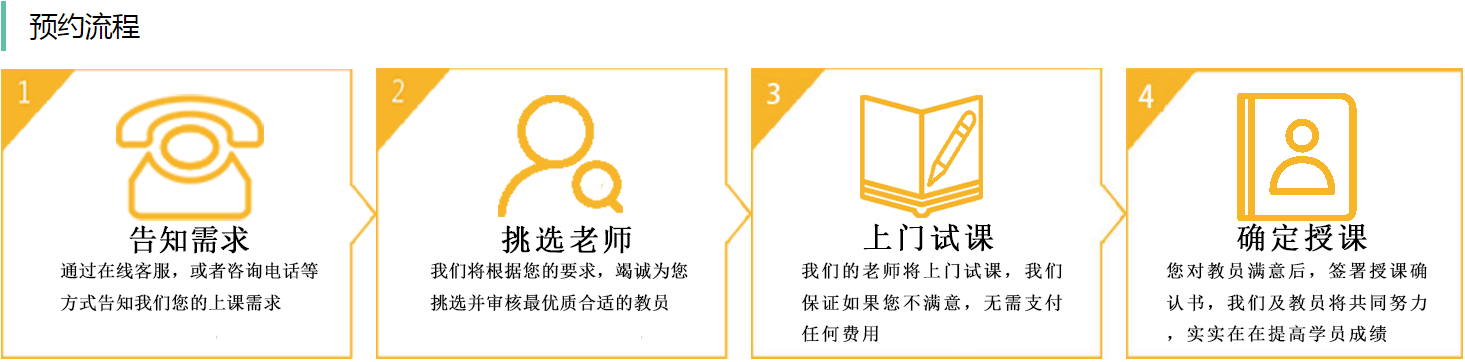 预约流程
1
告知需求
通过在线客服，或者咨询电话等
方式告知我们您的上课需求
2
挑选老师
我们将根据您的要求，竭诚为您
挑选并审核最优质合适的教员
3
上门试课
我们的老师将上门试课，我们
保证如果您不满意，无需支付
任何费用
4
确定授课
您对教员满意后，签署授课确
认书，我们及教员将共同努力
，实实在在提高学员成绩